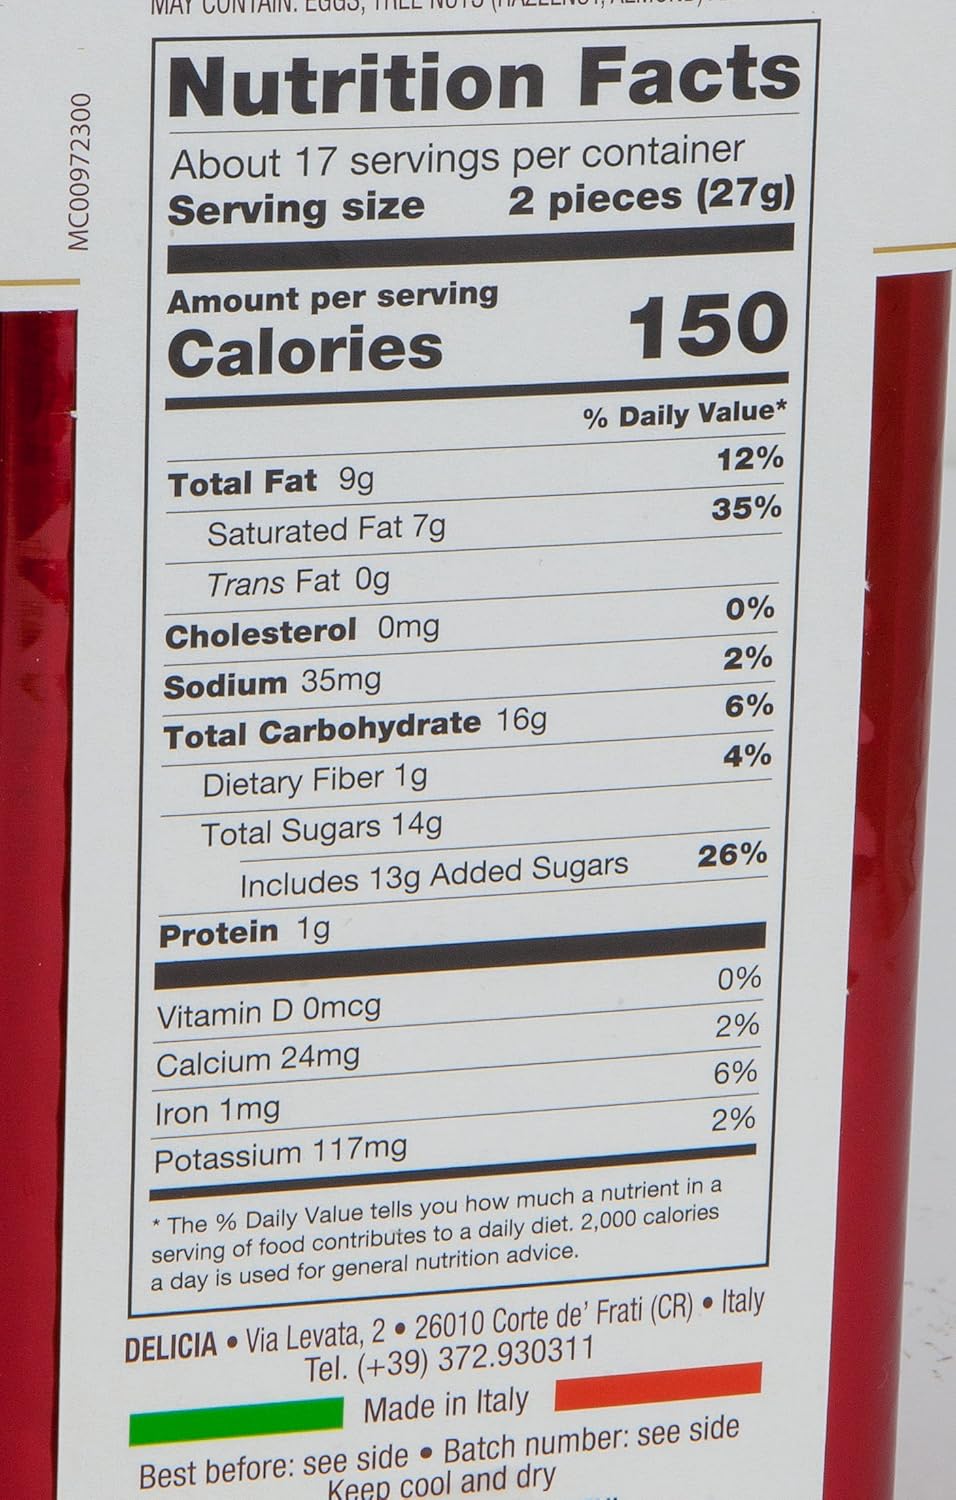 MAY CONTAIN: EGGS, TREE NUTS (HAZELNUT,
MC00972300
Nutrition Facts
About 17 servings per container
Serving size 2 pieces (27g)
Amount per serving
Calories 150
% Daily Value*
Total Fat 9g 12%
Saturated Fat 7g 35%
Trans Fat 0g
Cholesterol 0mg 0%
Sodium 35mg 2%
Total Carbohydrate 16g 6%
Dietary Fiber 1g 4%
Total Sugars 14g
Includes 13g Added Sugars 26%
Protein 1g
Vitamin D 0mcg 0%
Calcium 24mg 2%
Iron 1mg 6%
Potassium 117mg 2%
* The % Daily Value tells you how much a nutrient in a
serving of food contributes to a daily diet. 2,000 calories
a day is used for general nutrition advice.
DELICIA • Via Levata, 2 • 26010 Corte de' Frati (CR) • Italy
Tel. (+39) 372.930311
Made in Italy
Best before: see side • Batch number: see side
Keep cool and dry